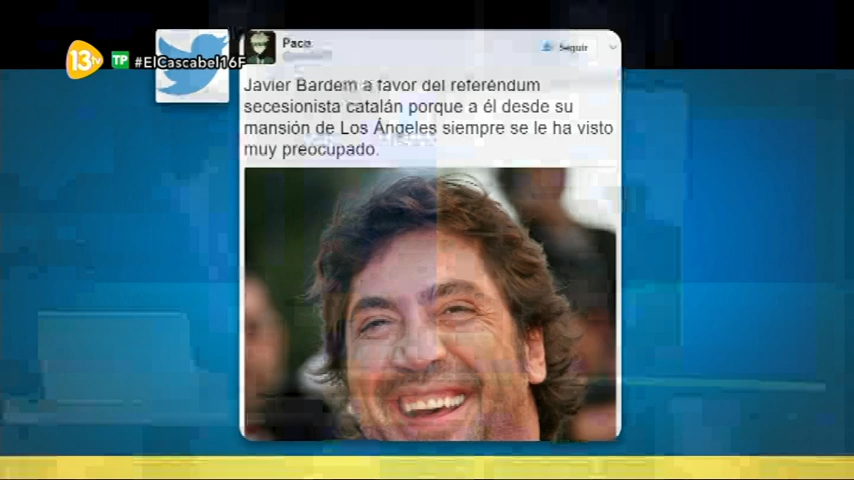 13tv
TP
#ElCascabel16F
Paca
Seguir
Javier Bardem a favor del referéndum
secesionista catalán porque a él desde su
mansión de Los Ángeles siempre se le ha visto
muy preocupado.